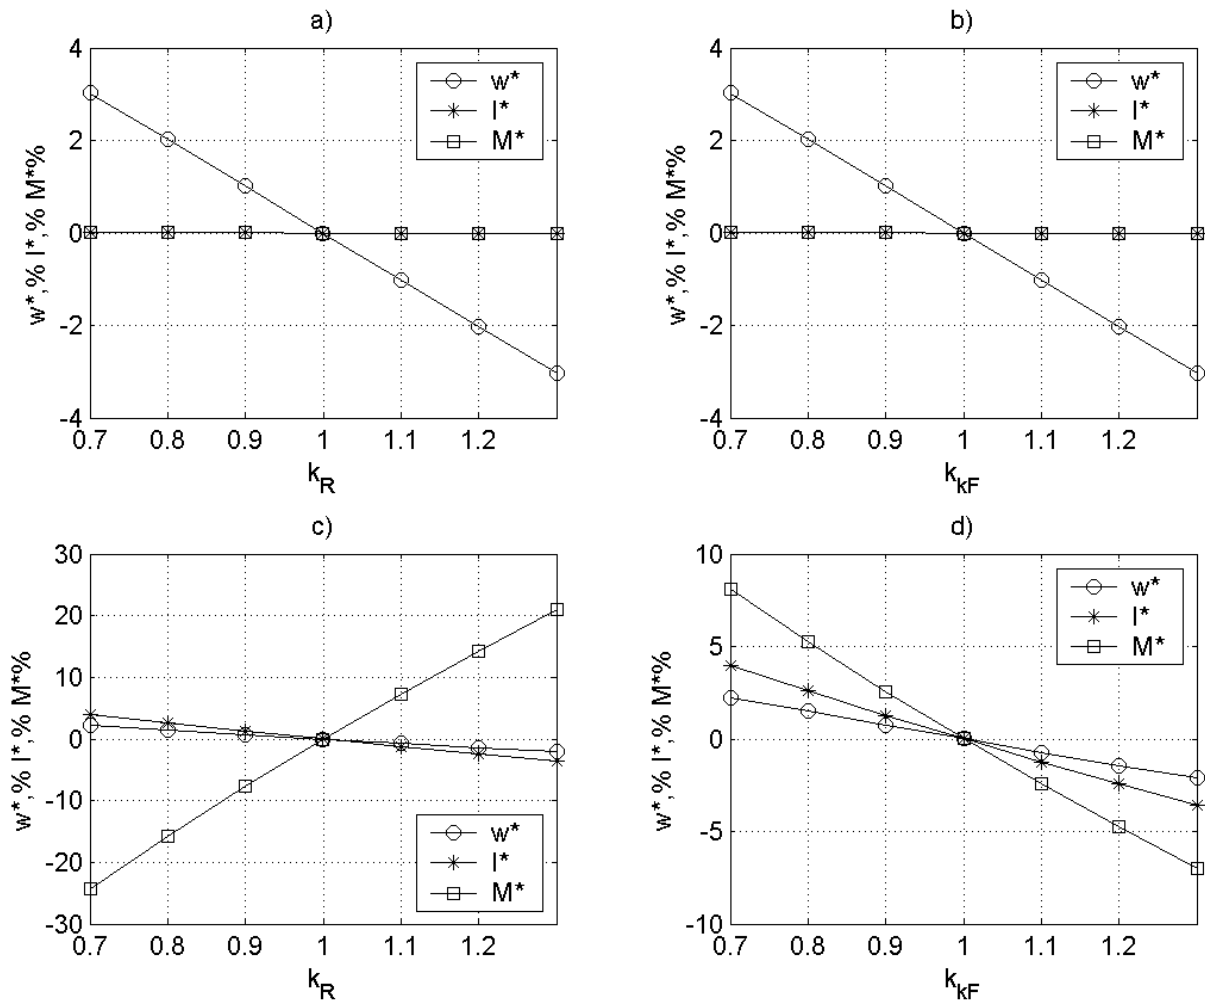 a)
4
2
0
-2
-4
w*,% I*,% M*%
w*
I*
M*
0.7 0.8 0.9 1 1.1 1.2
k_R
b)
4
2
0
-2
-4
w*,% I*,% M*%
w*
I*
M*
0.7 0.8 0.9 1 1.1 1.2
k_kF
c)
30
20
10
0
-10
-20
-30
w*,% I*,% M*%
w*
I*
M*
0.7 0.8 0.9 1 1.1 1.2
k_R
d)
10
5
0
-5
-10
w*,% I*,% M*%
w*
I*
M*
0.7 0.8 0.9 1 1.1 1.2
k_kF